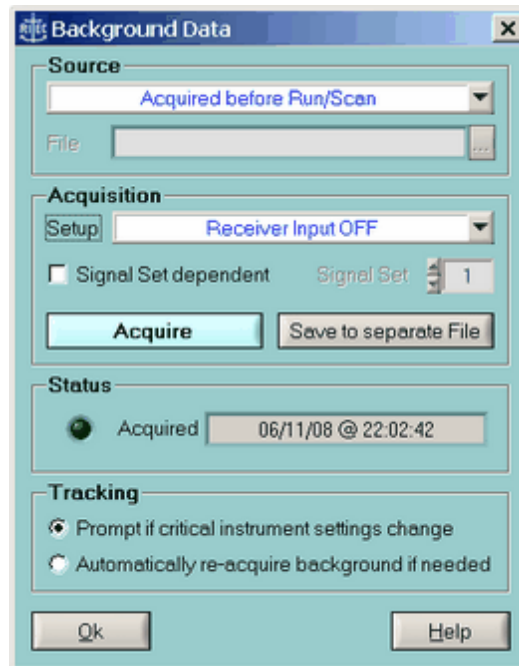 RITEC Background Data
Source
Acquired before Run/Scan
File
...
Acquisition
Setup Receiver Input OFF
Signal Set dependent Signal Set 1
Acquire Save to separate File
Status
Acquired 06/11/08 @ 22:02:42
Tracking
Prompt if critical instrument settings change
Automatically re-acquire background if needed
Ok Help